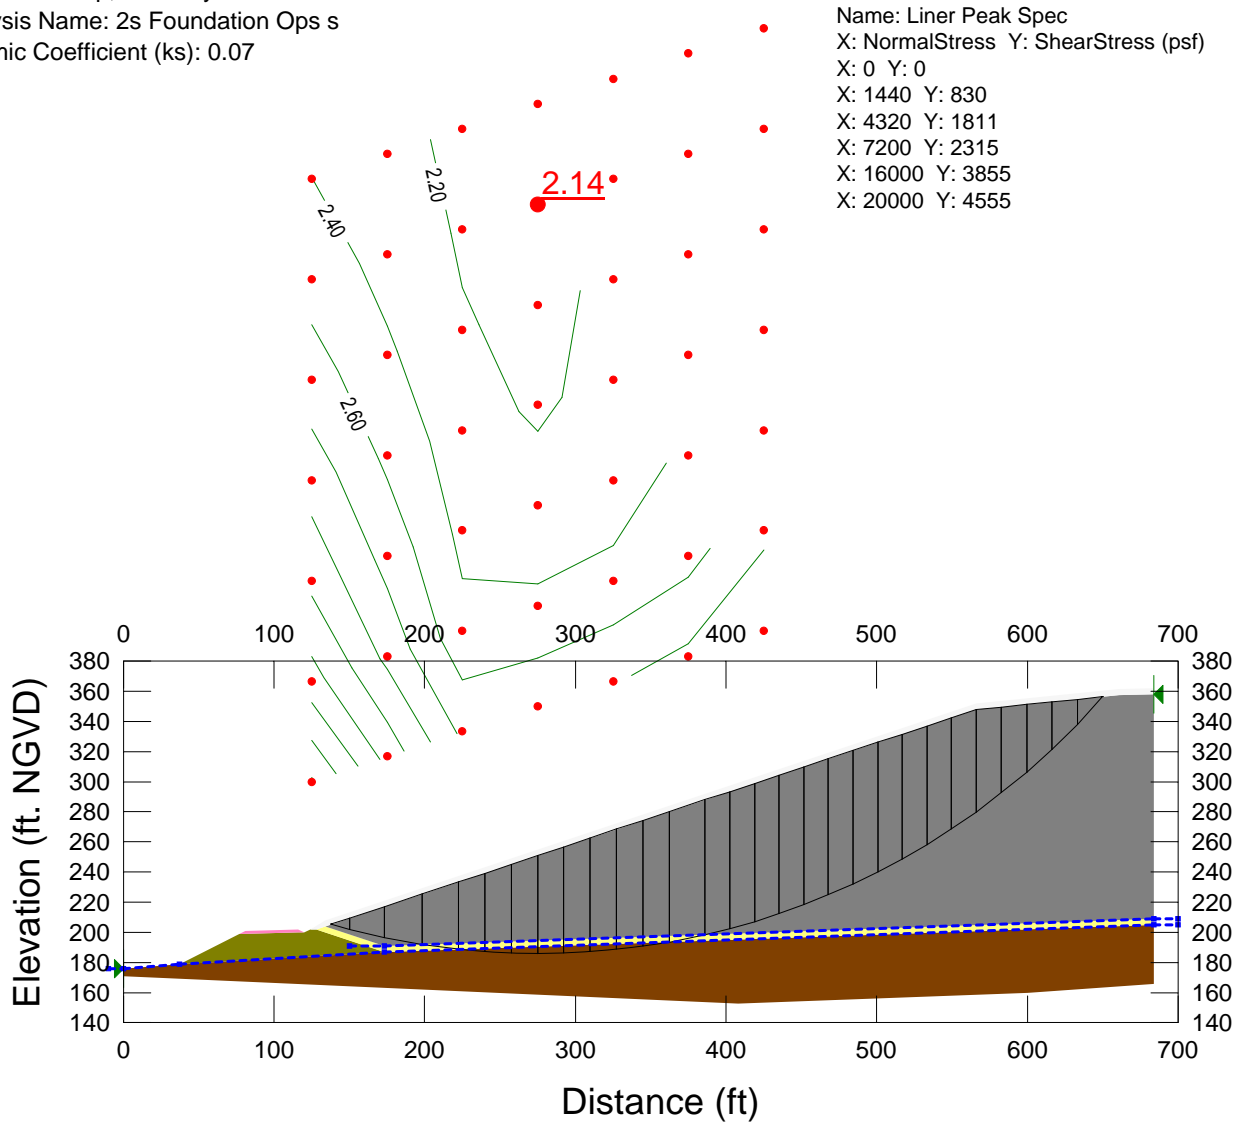 ysis Name: 2s Foundation Ops s
nic Coefficient (ks): 0.07
Name: Liner Peak Spec
X: NormalStress Y: ShearStress (psf)
X: 0 Y: 0
X: 1440 Y: 830
X: 4320 Y: 1811
X: 7200 Y: 2315
X: 16000 Y: 3855
X: 20000 Y: 4555
2.20
2.14
2.40
2.60
0 100 200 300 400 500 600 700
380 380
360 360
340 340
320 320
300 300
280 280
260 260
240 240
220 220
200 200
180 180
160 160
140 140
Elevation (ft. NGVD)
0 100 200 300 400 500 600 700
Distance (ft)